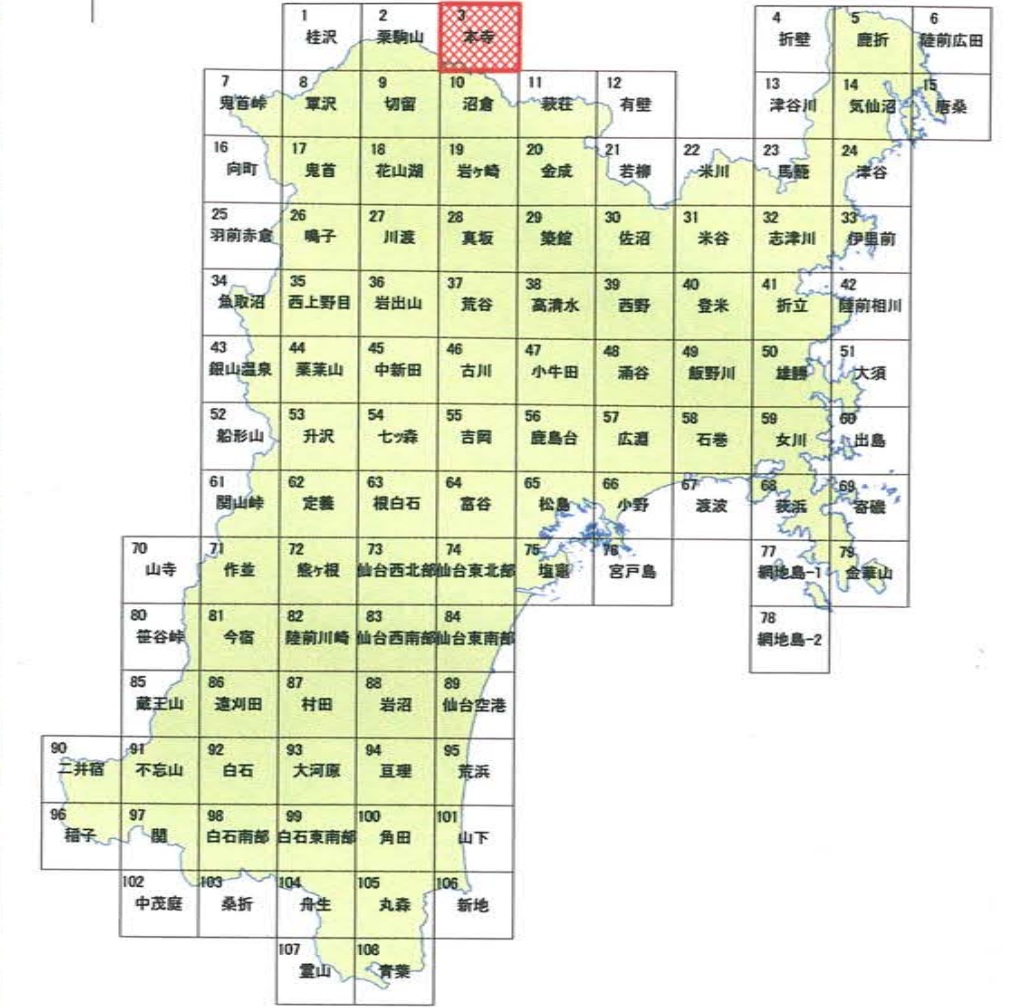 1 2 3 4 5 6
桂沢 栗駒山 本寺 折壁 鹿折 陸前広田
7 8 9 10 11 12 13 14 15
鬼首峠 軍沢 切留 沼倉 萩荘 有壁 津谷川 気仙沼 唐桑
16 17 18 19 20 21 22 23 24
向町 鬼首 花山湖 岩ヶ崎 金成 若柳 米川 馬籠 津谷
25 26 27 28 29 30 31 32 33
羽前赤倉 鳴子 川渡 真坂 築館 佐沼 米谷 志津川 伊里前
34 35 36 37 38 39 40 41 42
魚取沼 西上野目 岩出山 荒谷 高清水 西野 登米 折立 陸前相川
43 44 45 46 47 48 49 50 51
銀山温泉 薬莱山 中新田 古川 小牛田 涌谷 飯野川 雄勝 大須
52 53 54 55 56 57 58 59 60
船形山 升沢 七ッ森 吉岡 鹿島台 広淵 石巻 女川 出島
61 62 63 64 65 66 67 68 69
関山峠 定義 根白石 富谷 松島 小野 渡波 荻浜 寄磯
70 71 72 73 74 75 76 77 79
山寺 作並 熊ヶ根 仙台西北部 仙台東北部 塩竈 宮戸島 網地島-1 金華山
80 81 82 83 84 78
笹谷峠 今宿 陸前川崎 仙台西南部 仙台東南部 網地島-2
85 86 87 88 89
蔵王山 遠刈田 村田 岩沼 仙台空港
90 91 92 93 94 95
二井宿 不忘山 白石 大河原 亘理 荒浜
96 97 98 99 100 101
稲子 関 白石南部 白石東南部 角田 山下
102 103 104 105 106
中茂庭 桑折 舟生 丸森 新地
107 108
霊山 青葉